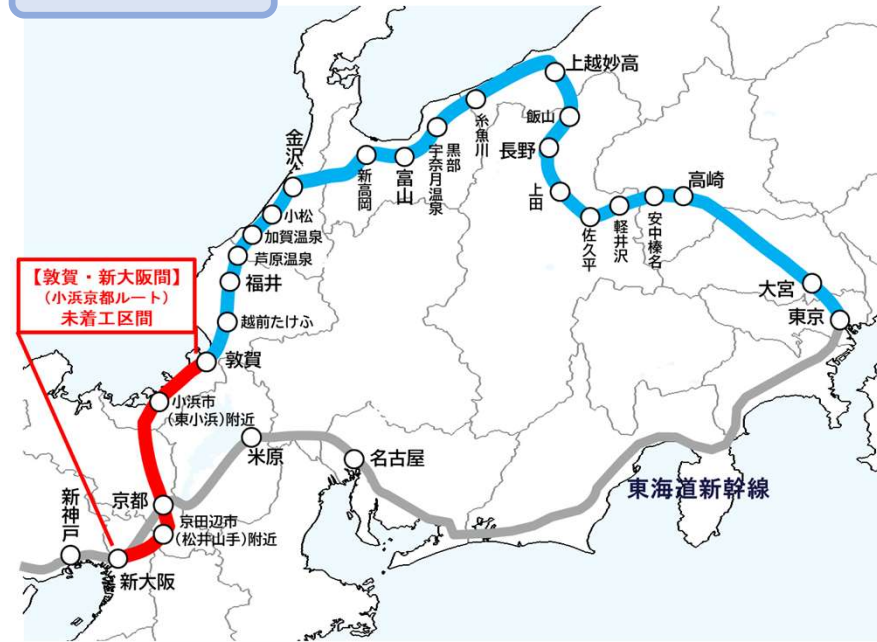 上越妙高
飯山
糸魚川
長野
黒部
宇奈月温泉
富山
新高岡
金沢
上田
佐久平
軽井沢
安中榛名
高崎
大宮
東京
小松
加賀温泉
芦原温泉
福井
越前たけふ
敦賀
【敦賀・新大阪間】
(小浜京都ルート)
未着工区間
小浜市
(東小浜)附近
米原
名古屋
京都
東海道新幹線
京田辺市
(松井山手)附近
新神戸
新大阪